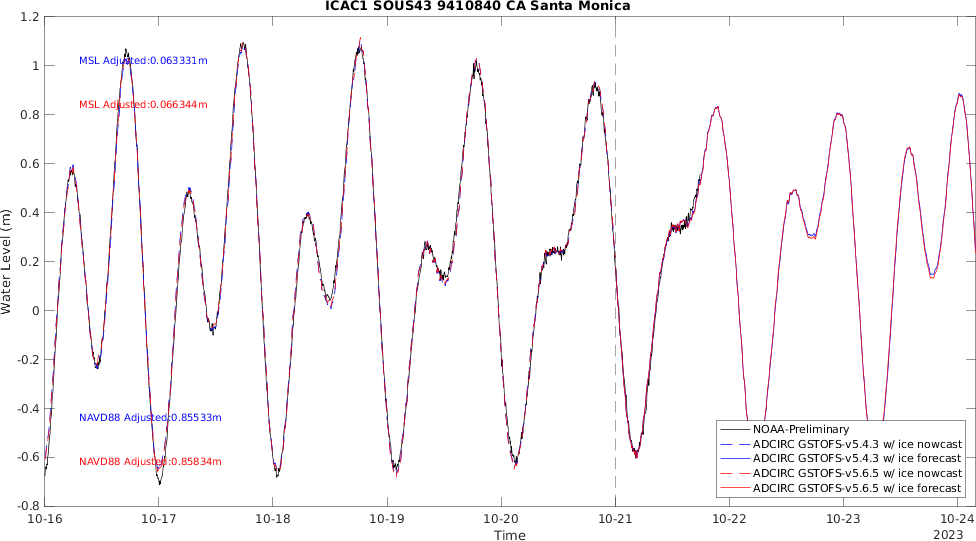 ICAC1 SOUS43 9410840 CA Santa Monica
1.2
1
0.8
0.6
0.4
0.2
0
-0.2
-0.4
-0.6
-0.8
Water Level (m)
MSL Adjusted:0.063331m
MSL Adjusted:0.066344m
NAVD88 Adjusted:0.85533m
NAVD88 Adjusted:0.85834m
NOAA-Preliminary
ADCIRC GSTOFS-v5.4.3 w/ ice nowcast
ADCIRC GSTOFS-v5.4.3 w/ ice forecast
ADCIRC GSTOFS-v5.6.5 w/ ice nowcast
ADCIRC GSTOFS-v5.6.5 w/ ice forecast
10-16 10-17 10-18 10-19 10-20 10-21 10-22 10-23 10-24
Time
2023